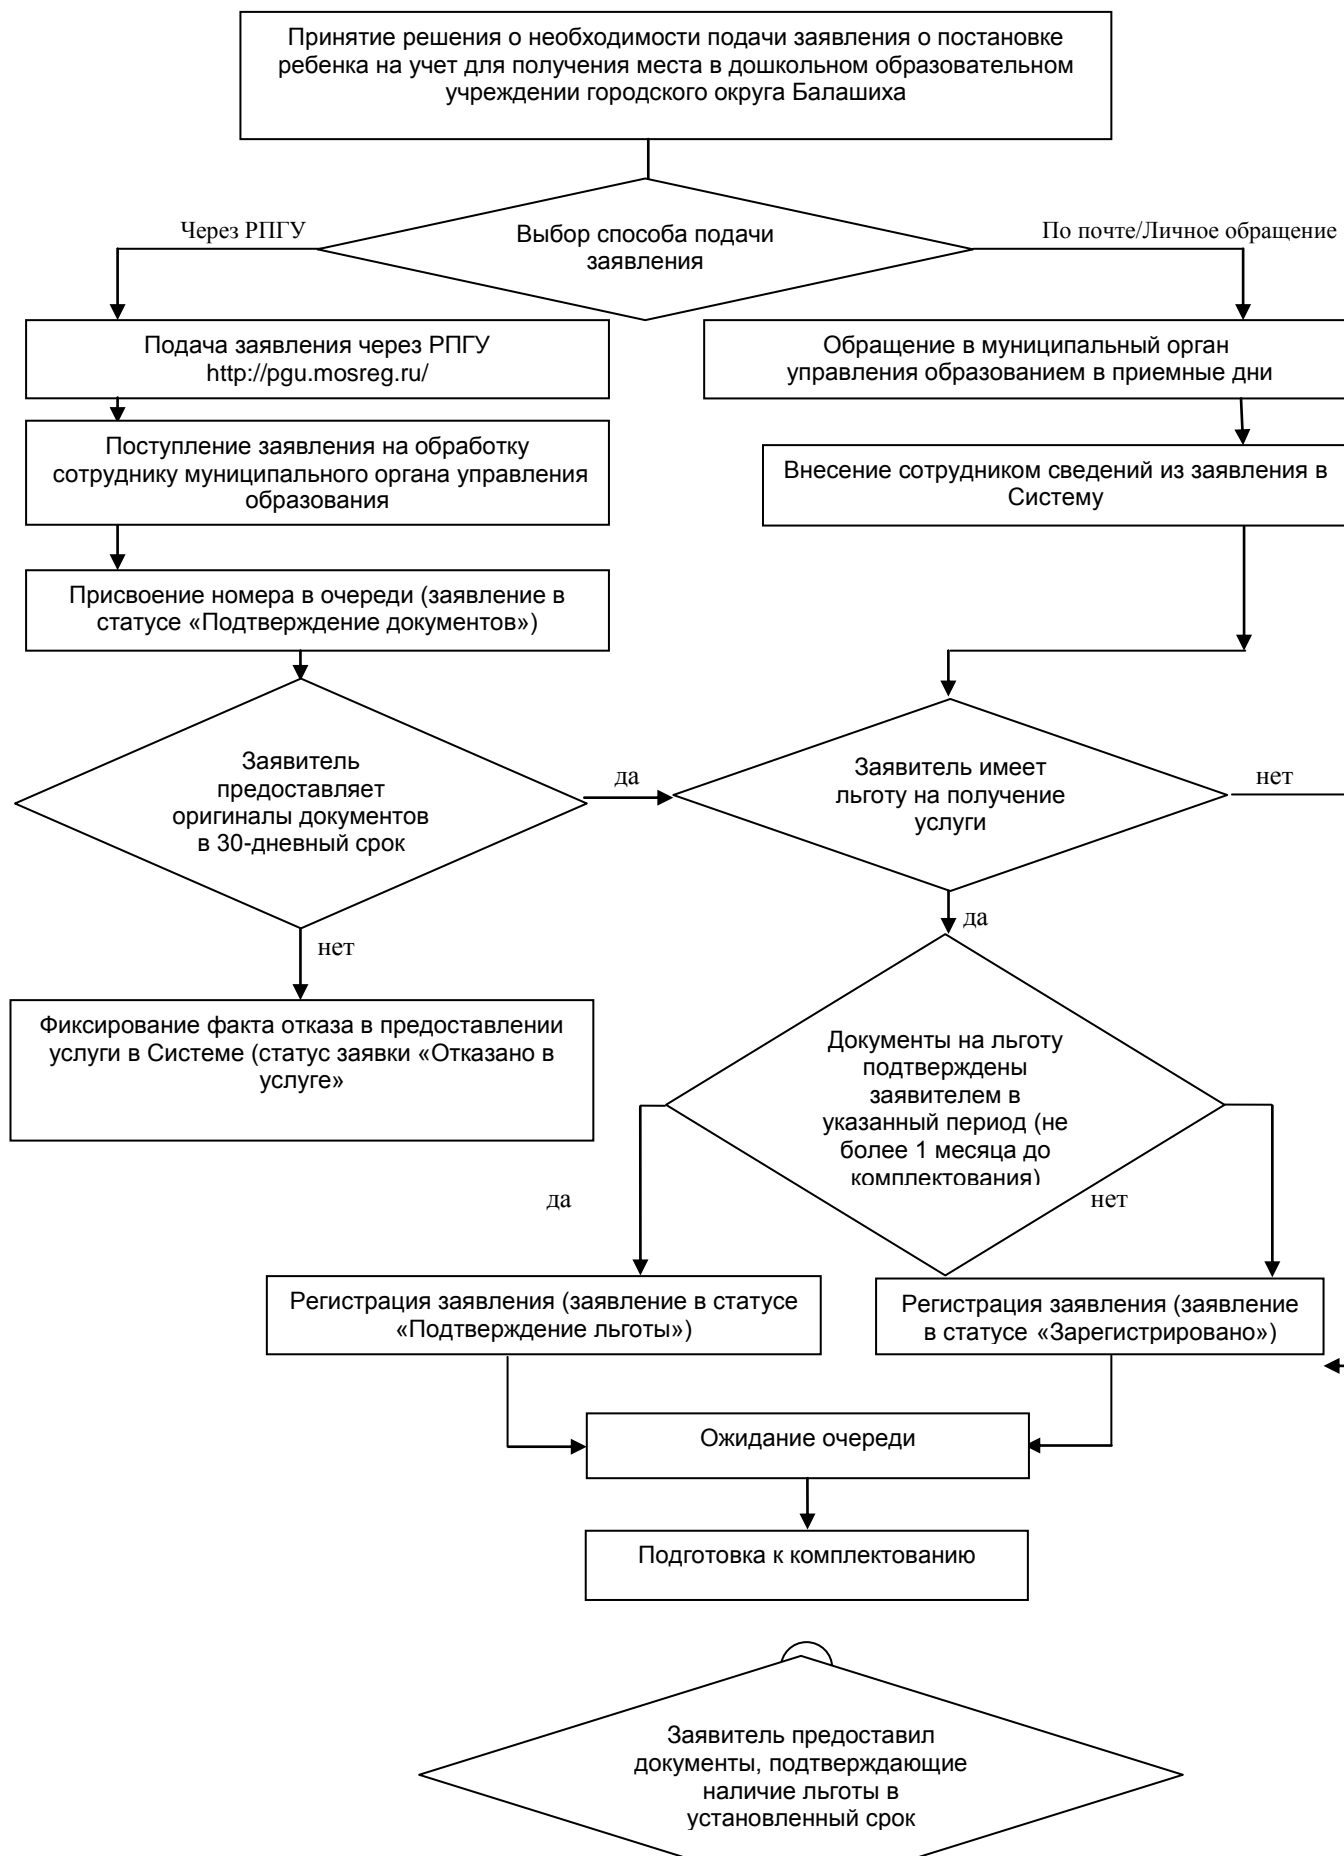 Принятие решения о необходимости подачи заявления о постановке
ребенка на учет для получения места в дошкольном образовательном
учреждении городского округа Балашиха
Через РПГУ
Выбор способа подачи
заявления
По почте/Личное обращение
Подача заявления через РПГУ
http://pgu.mosreg.ru/
Обращение в муниципальный орган
управления образованием в приемные дни
Поступление заявления на обработку
сотруднику муниципального органа управления
образования
Внесение сотрудником сведений из заявления в
Систему
Присвоение номера в очереди (заявление в
статусе «Подтверждение документов»)
Заявитель
предоставляет
оригиналы документов
в 30-дневный срок
да
Заявитель имеет
льготу на получение
услуги
нет
да
нет
Фиксирование факта отказа в предоставлении
услуги в Системе (статус заявки «Отказано в
услуге»
Документы на льготу
подтверждены
заявителем в
указанный период (не
более 1 месяца до
комплектования)
да
нет
Регистрация заявления (заявление в статусе
«Подтверждение льготы»)
Регистрация заявления (заявление
в статусе «Зарегистрировано»)
Ожидание очереди
Подготовка к комплектованию
Заявитель предоставил
документы, подтверждающие
наличие льготы в
установленный срок